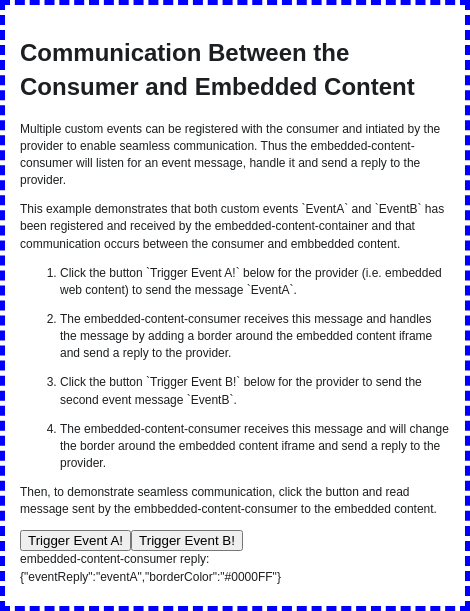 Communication Between the
Consumer and Embedded Content
Multiple custom events can be registered with the consumer and intiated by the
provider to enable seamless communication. Thus the embedded-content-
consumer will listen for an event message, handle it and send a reply to the
provider.
This example demonstrates that both custom events `EventA` and `EventB` has
been registered and received by the embedded-content-container and that
communication occurs between the consumer and embbedded content.
1. Click the button `Trigger Event A!` below for the provider (i.e. embedded
web content) to send the message `EventA`.
2. The embedded-content-consumer receives this message and handles
the message by adding a border around the embedded content iframe
and send a reply to the provider.
3. Click the button `Trigger Event B!` below for the provider to send the
second event message `EventB`.
4. The embedded-content-consumer receives this message and will change
the border around the embedded content iframe and send a reply to the
provider.
Then, to demonstrate seamless communication, click the button and read
message sent by the embbedded-content-consumer to the embedded content.
Trigger Event A! Trigger Event B!
embedded-content-consumer reply:
{"eventReply":"eventA","borderColor":"#0000FF"}